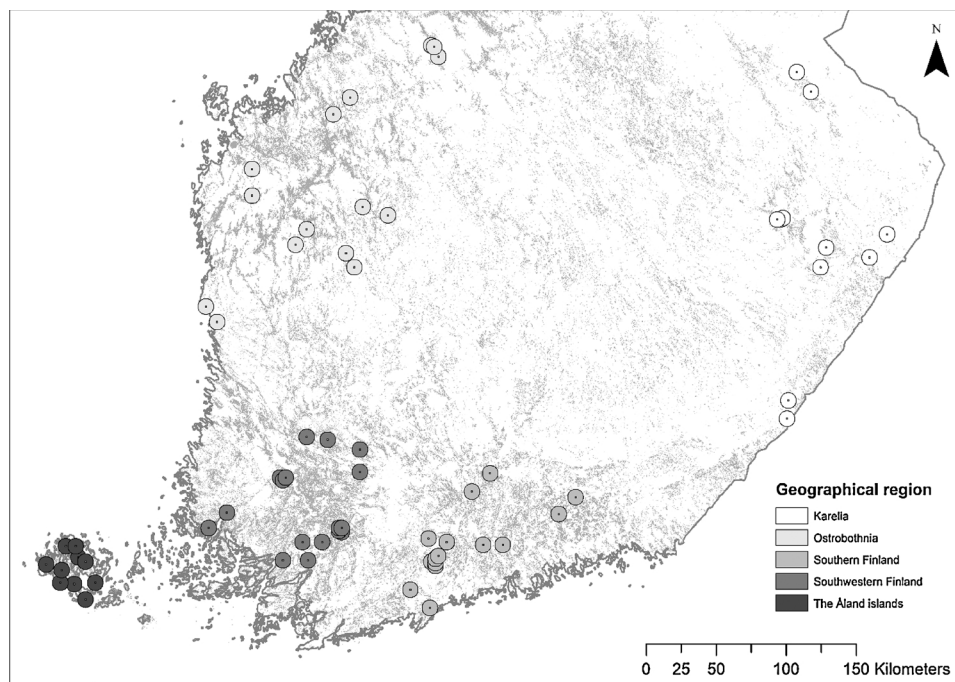 N
Geographical region
Karelia
Ostrobothnia
Southern Finland
Southwestern Finland
The Åland islands
0 25 50 100 150 Kilometers